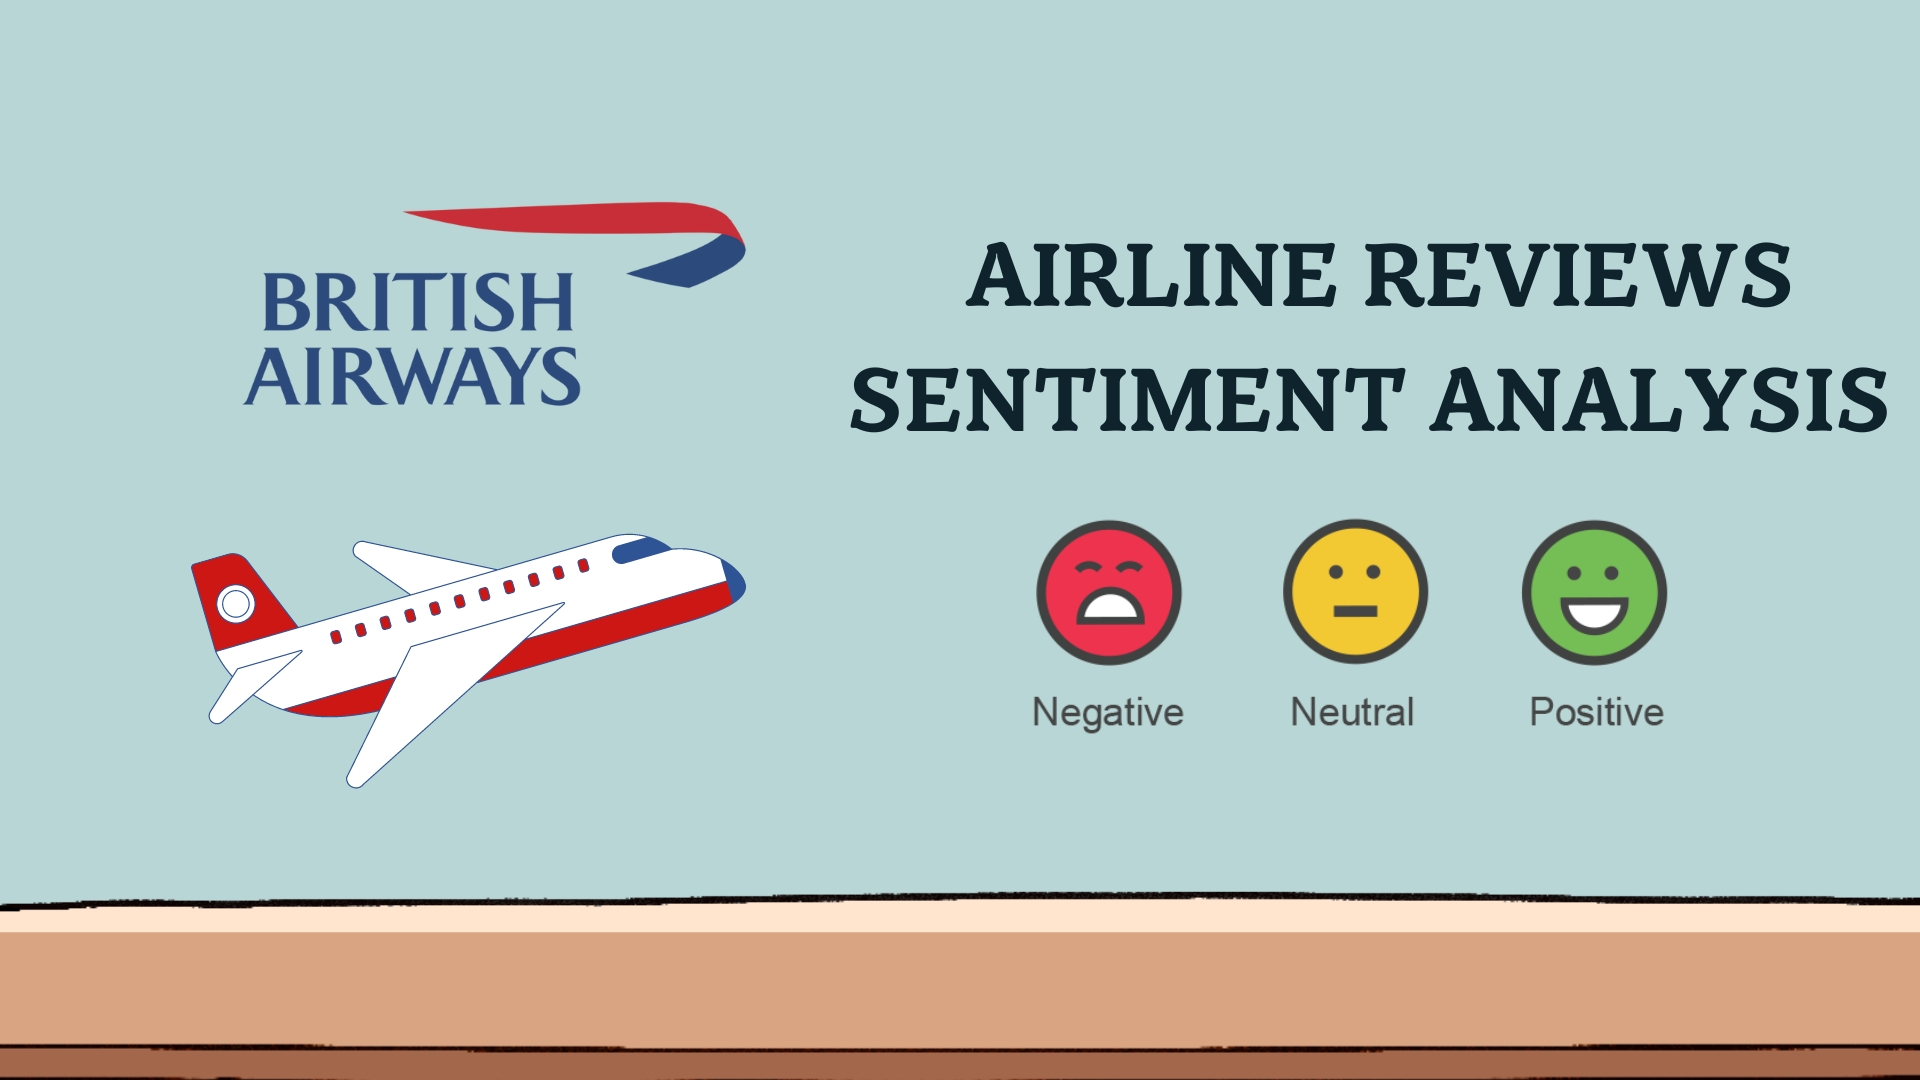 BRITISH
AIRWAYS
AIRLINE REVIEWS
SENTIMENT ANALYSIS
Negative
Neutral
Positive